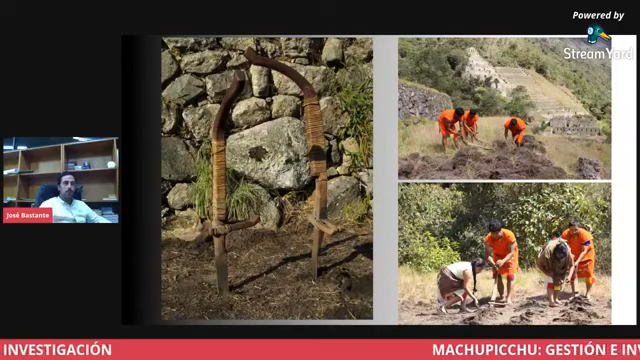 Powered by
StreamYard
José Bastante
INVESTIGACIÓN
MACHUPICCHU: GESTIÓN E INV